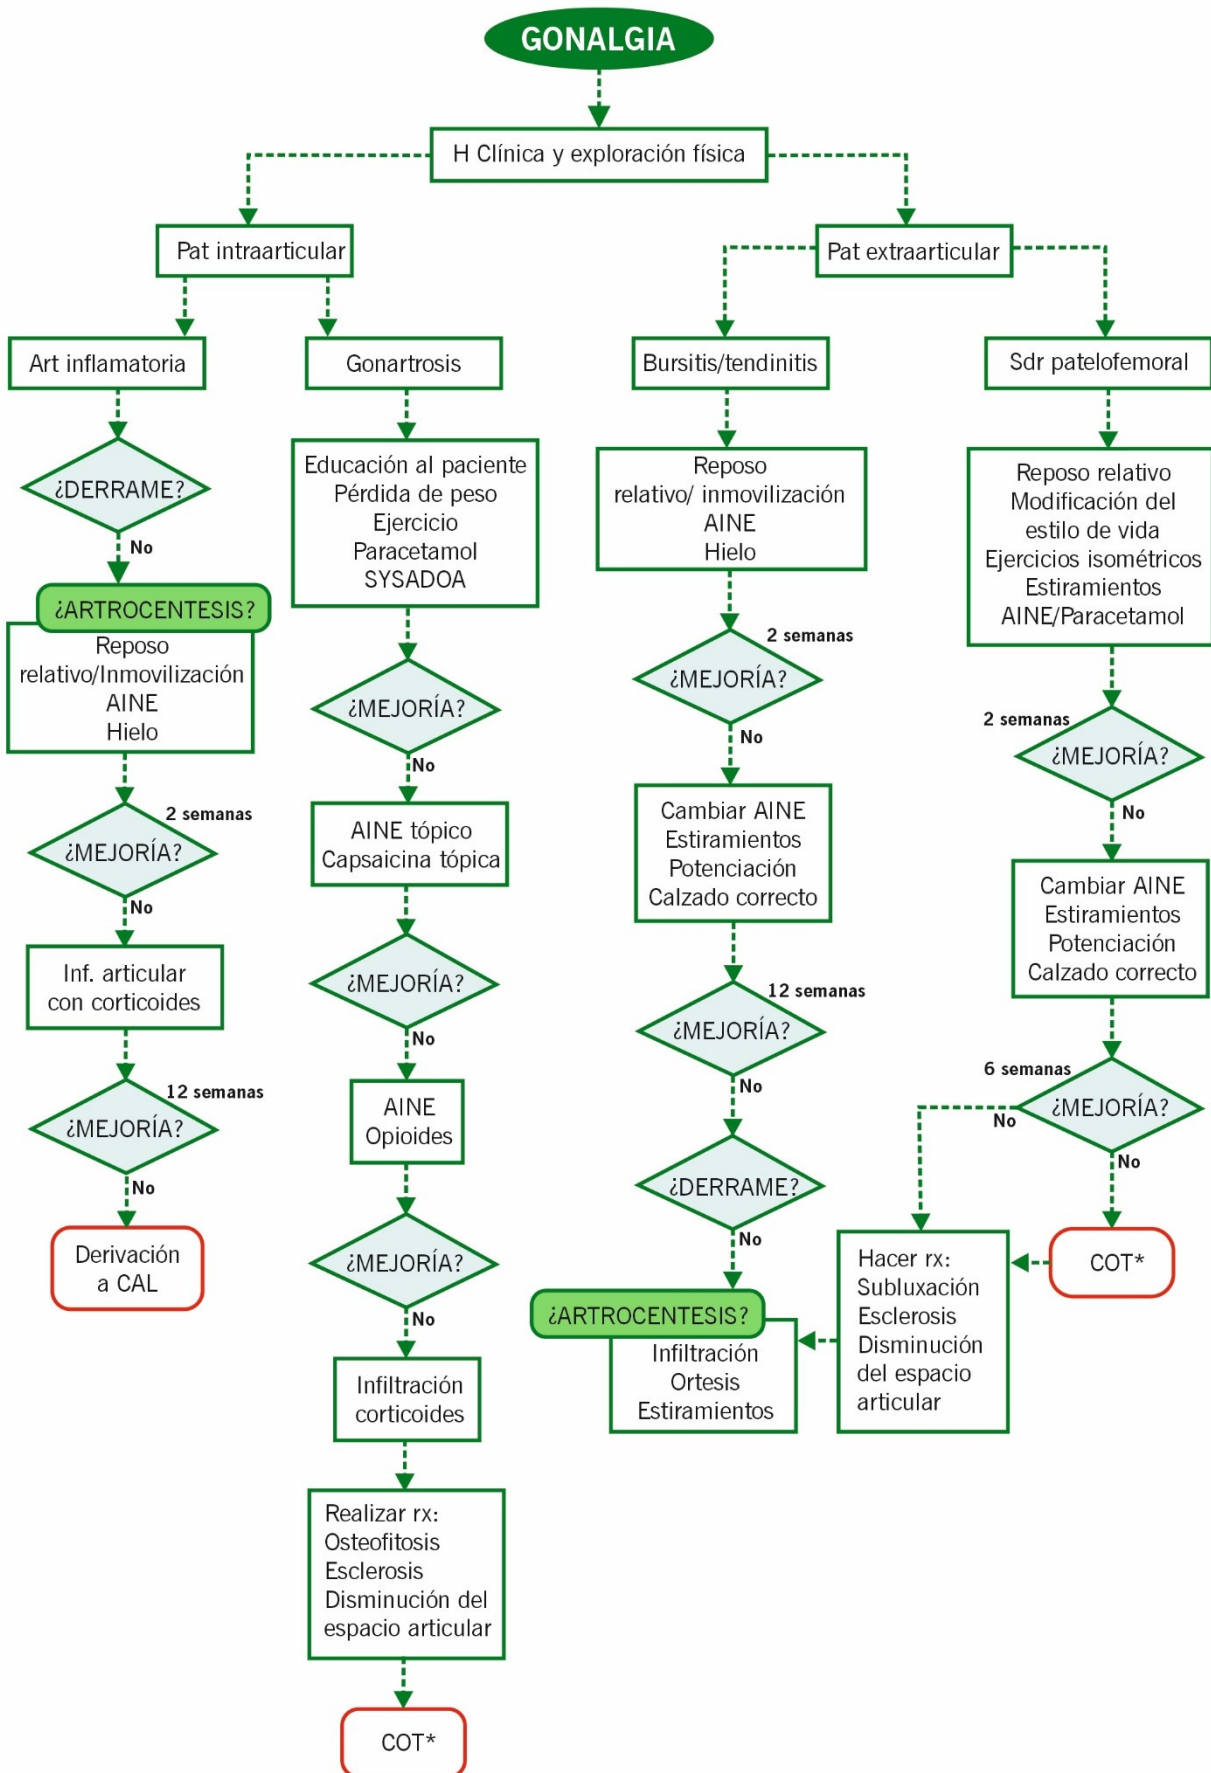 GONALGIA
H Clínica y exploración física
Pat intraarticular
Pat extraarticular
Art inflamatoria
Gonartrosis
Bursitis/tendinitis
Sdr patelofemoral
¿DERRAME?
No
¿ARTROCENTESIS?
Reposo
relativo/Inmovilización
AINE
Hielo
2 semanas
¿MEJORÍA?
No
Inf. articular
con corticoides
12 semanas
¿MEJORÍA?
No
Derivación
a CAL
Educación al paciente
Pérdida de peso
Ejercicio
Paracetamol
SYSADOA
¿MEJORÍA?
No
AINE tópico
Capsaicina tópica
¿MEJORÍA?
No
AINE
Opioides
¿MEJORÍA?
No
Infiltración
corticoides
Realizar rx:
Osteofitosis
Esclerosis
Disminución del
espacio articular
COT*
Reposo
relativo/ inmovilización
AINE
Hielo
2 semanas
¿MEJORÍA?
No
Cambiar AINE
Estiramientos
Potenciación
Calzado correcto
12 semanas
¿MEJORÍA?
No
¿DERRAME?
No
¿ARTROCENTESIS?
Infiltración
Ortesis
Estiramientos
Reposo relativo
Modificación del
estilo de vida
Ejercicios isométricos
Estiramientos
AINE/Paracetamol
2 semanas
¿MEJORÍA?
No
Cambiar AINE
Estiramientos
Potenciación
Calzado correcto
6 semanas
¿MEJORÍA?
No
No
Hacer rx:
Subluxación
Esclerosis
Disminución
del espacio
articular
COT*